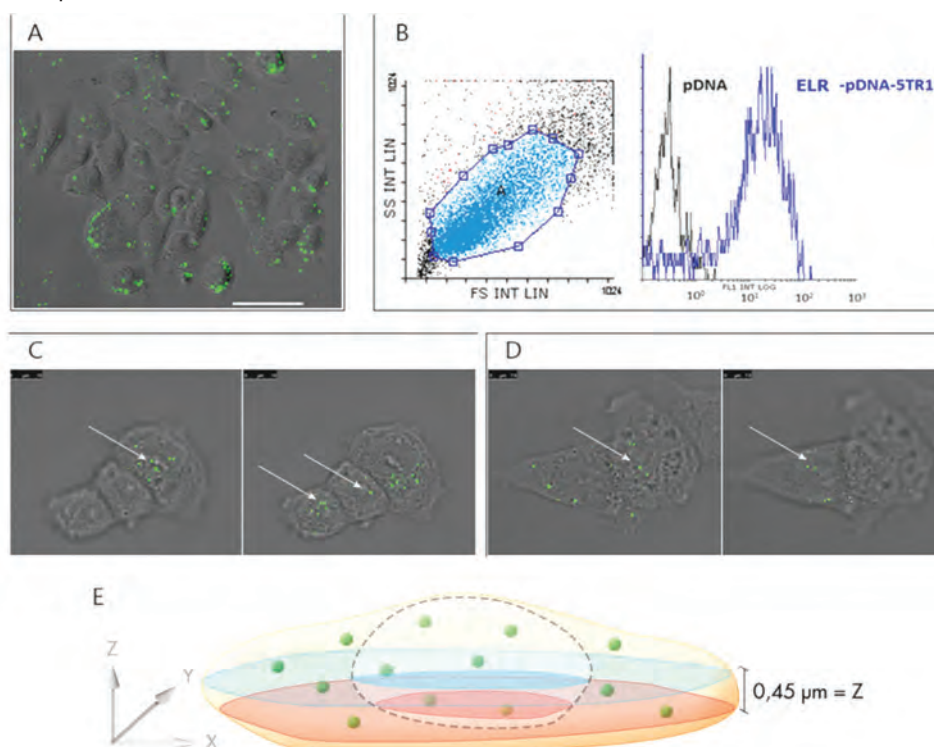 A
B
1024
SS INT LIN
A
FS INT LIN
1024
pDNA
ELR -pDNA-5TR1
10⁰ 10¹ 10² 10³
FL1 INT LOG
C
D
E
Z
Y
X
0,45 µm = Z